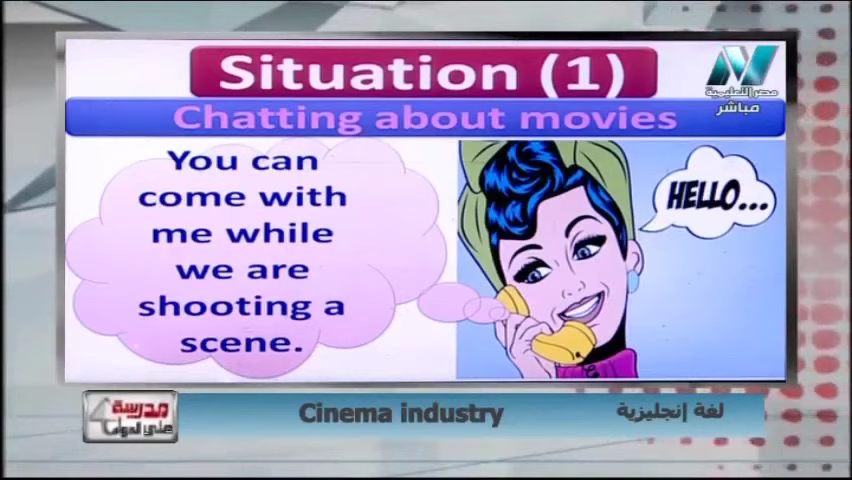 Situation (1)
مصر التعليمية
مباشر
Chatting about movies
You can
come with
me while
we are
shooting a
scene.
HELLO...
مدرسة
على الهواء
Cinema industry
لغة إنجليزية